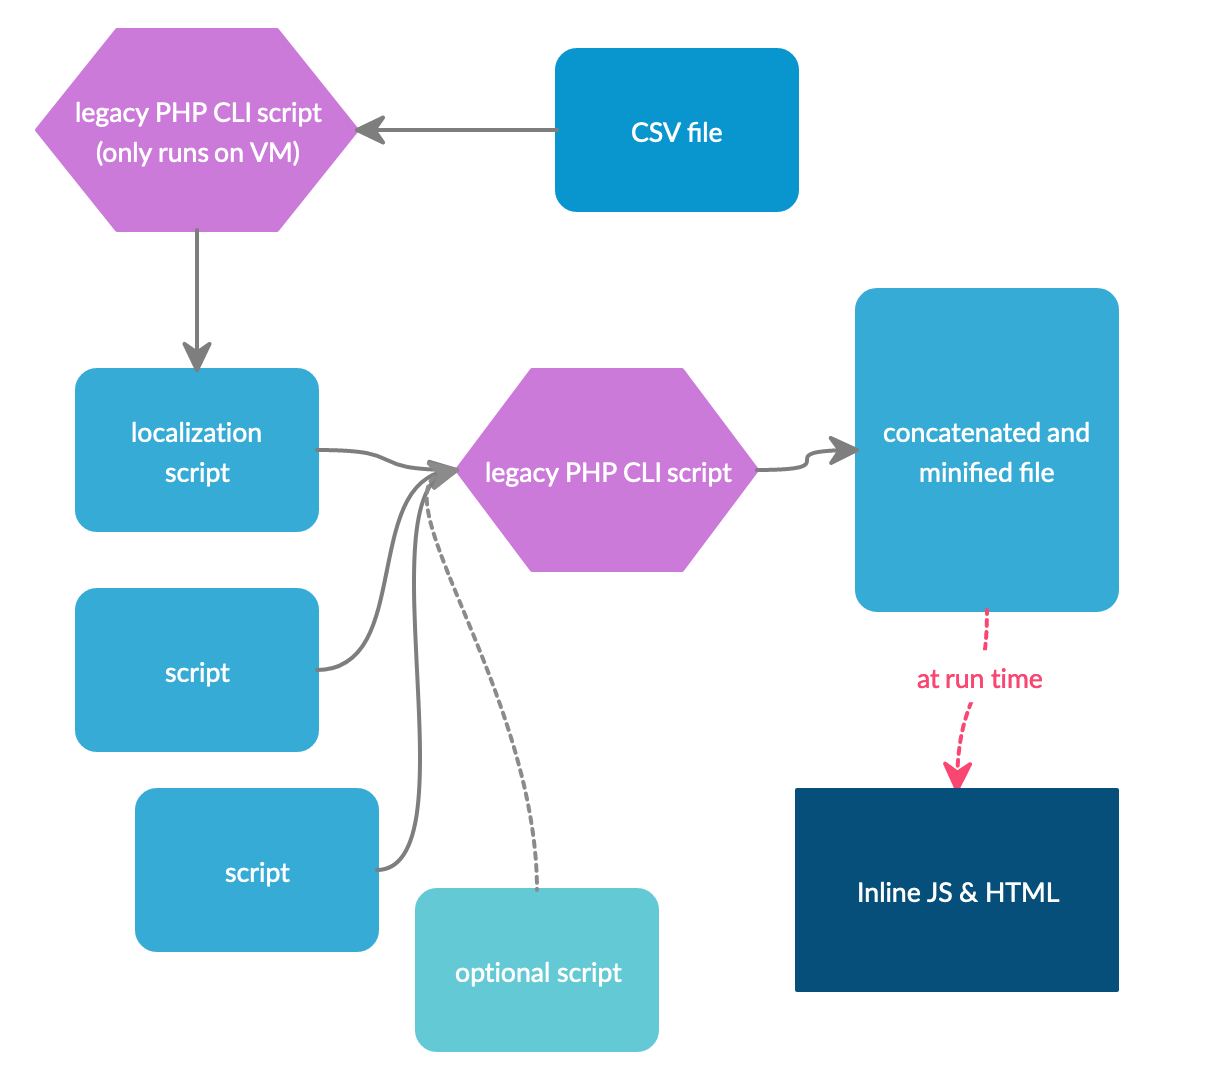 legacy PHP CLI script
(only runs on VM)
CSV file
localization
script
legacy PHP CLI script
concatenated and
minified file
script
at run time
script
Inline JS & HTML
optional script